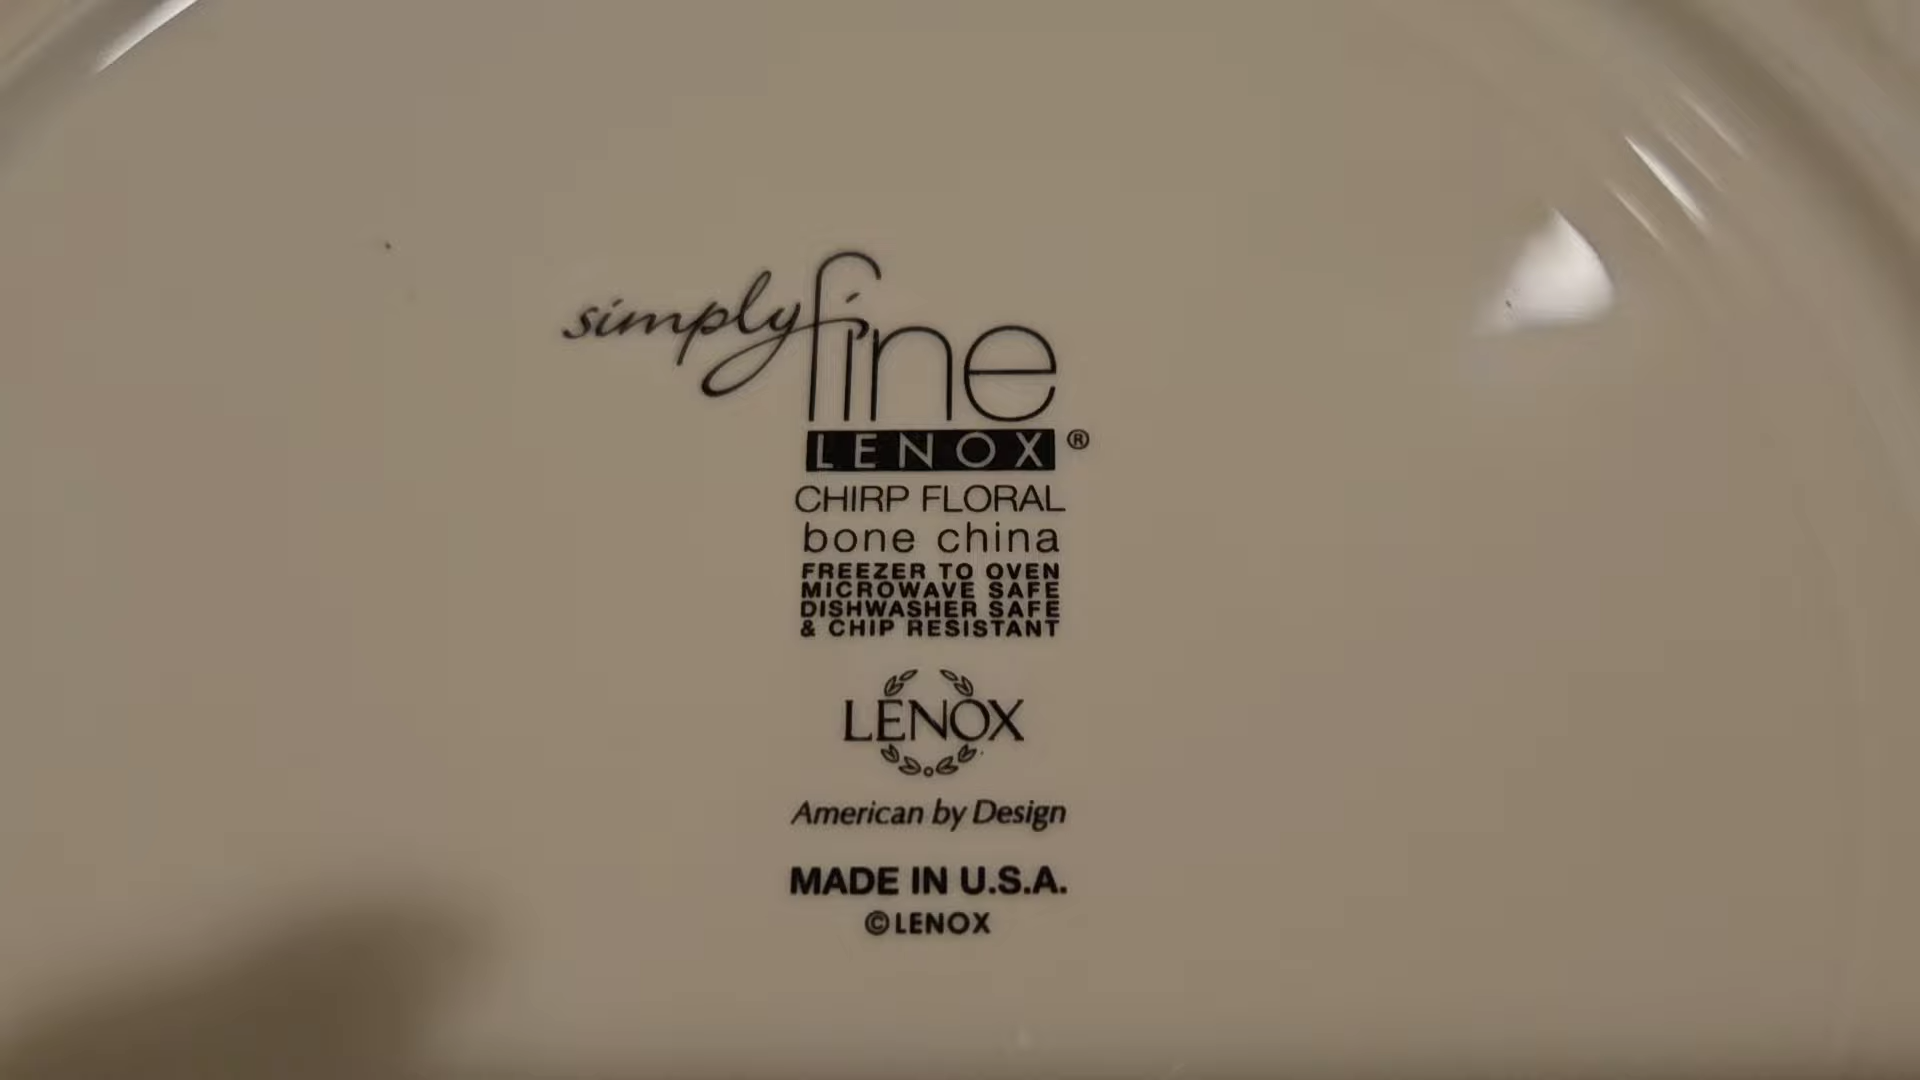 simply fine
LENOX®
CHIRP FLORAL
bone china
FREEZER TO OVEN
MICROWAVE SAFE
DISHWASHER SAFE
& CHIP RESISTANT
LENOX
American by Design
MADE IN U.S.A.
©LENOX